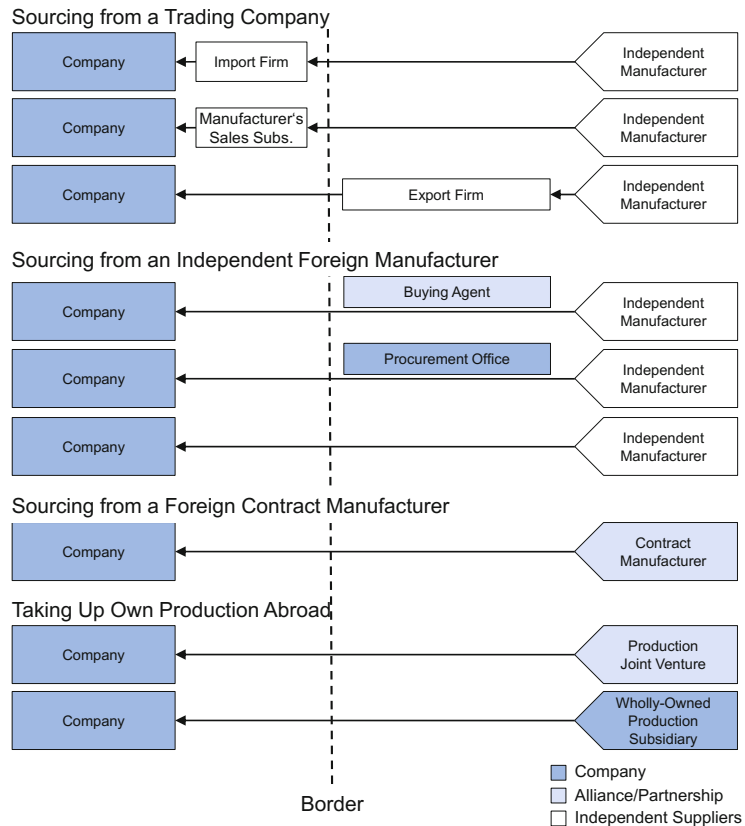 Sourcing from a Trading Company
Company
Import Firm
Independent
Manufacturer
Company
Manufacturer‘s
Sales Subs.
Independent
Manufacturer
Company
Export Firm
Independent
Manufacturer
Sourcing from an Independent Foreign Manufacturer
Company
Buying Agent
Independent
Manufacturer
Company
Procurement Office
Independent
Manufacturer
Company
Independent
Manufacturer
Sourcing from a Foreign Contract Manufacturer
Company
Contract
Manufacturer
Taking Up Own Production Abroad
Company
Production
Joint Venture
Company
Wholly-Owned
Production
Subsidiary
Border
Company
Alliance/Partnership
Independent Suppliers